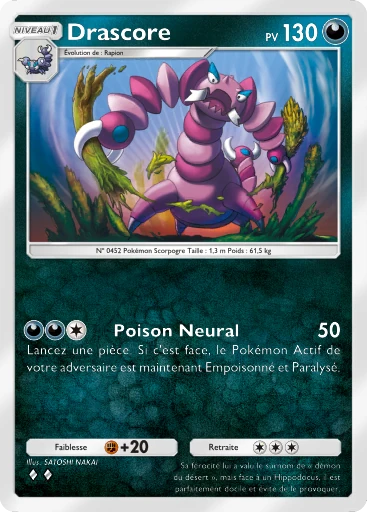 NIVEAU 1
Drascore
PV 130
Évolution de : Rapion
N° 0452 Pokémon Scorpogre Taille : 1,3 m Poids : 61,5 kg
Poison Neural 50
Lancez une pièce. Si c'est face, le Pokémon Actif de
votre adversaire est maintenant Empoisonné et Paralysé.
Faiblesse +20 Retraite
Illus. SATOSHI NAKAI
Sa férocité lui a valu le surnom de « démon
du désert », mais face à un Hippodocus, il est
parfaitement docile et évite de le provoquer.